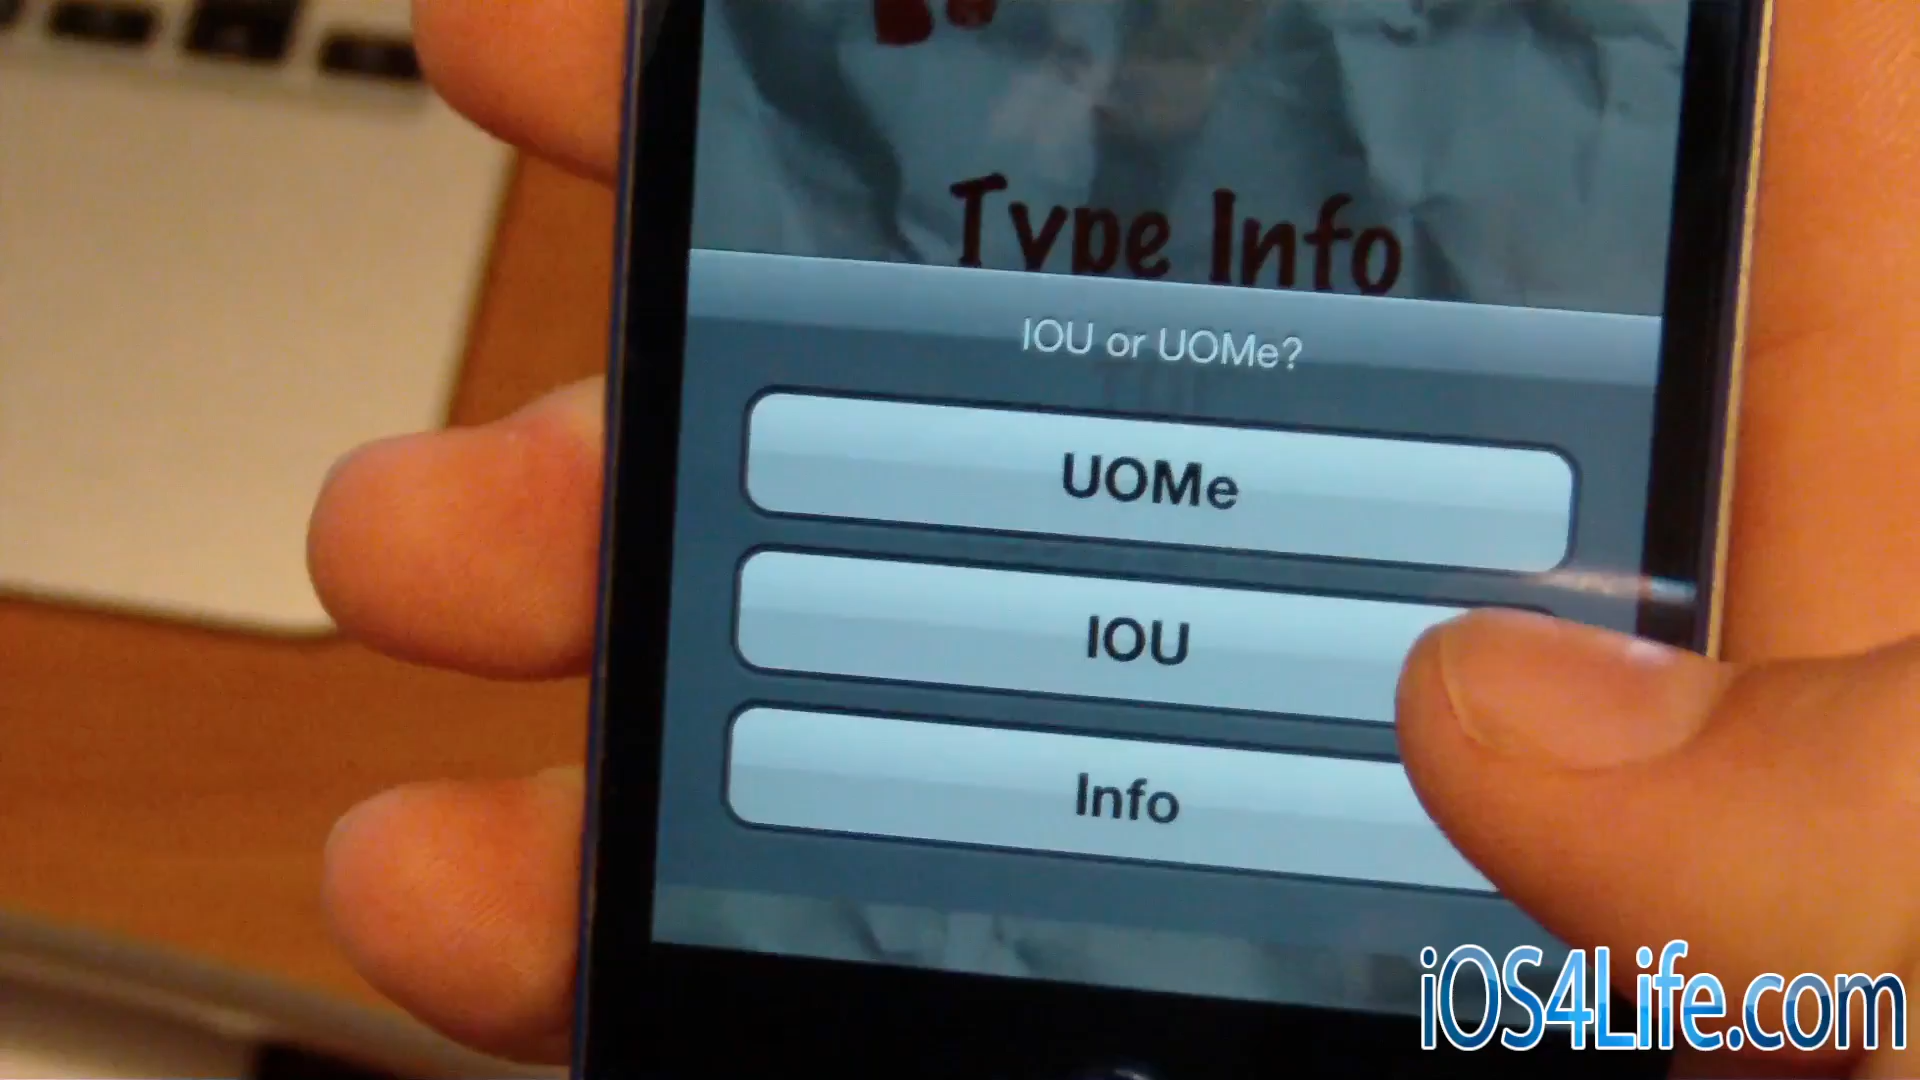 Type Info
IOU or UOMe?
UOMe
IOU
Info
iOS4Life.com